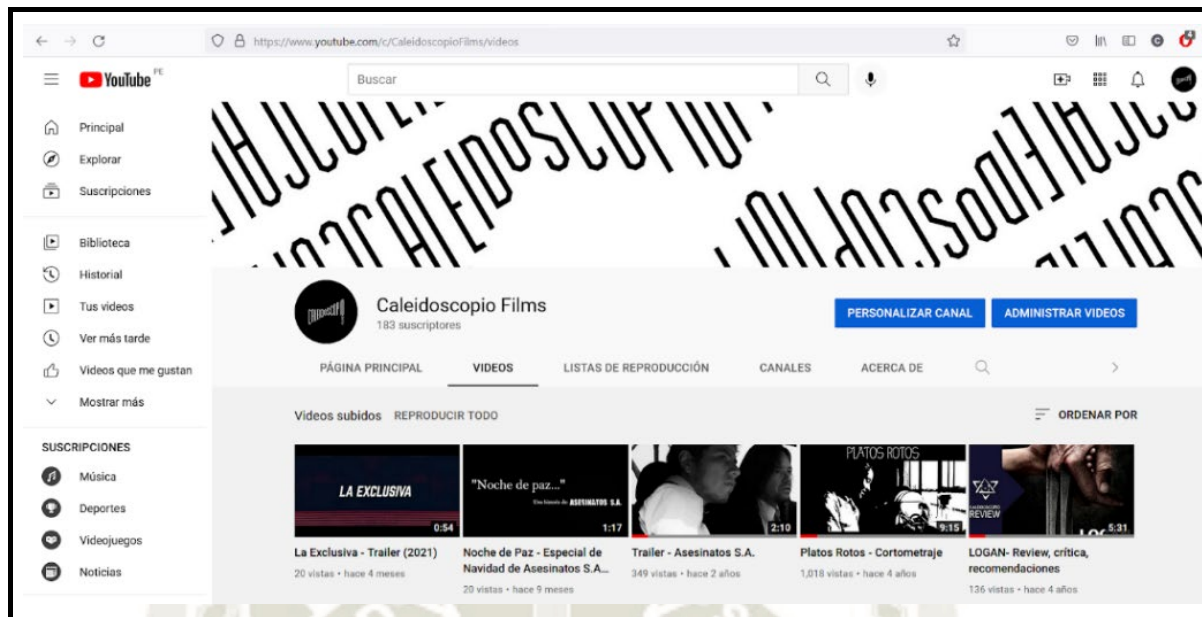 https://www.youtube.com/c/CaleidoscopioFilms/videos
YouTube PE
Buscar
Principal
Explorar
Suscripciones
Biblioteca
Historial
Tus videos
Ver más tarde
Videos que me gustan
Mostrar más
SUSCRIPCIONES
Música
Deportes
Videojuegos
Noticias
CALEIDOSCOPIO
Caleidoscopio Films
183 suscriptores
PERSONALIZAR CANAL
ADMINISTRAR VIDEOS
PÁGINA PRINCIPAL VIDEOS LISTAS DE REPRODUCCIÓN CANALES ACERCA DE
Videos subidos REPRODUCIR TODO
ORDENAR POR
LA EXCLUSIVA
0:54
La Exclusiva - Trailer (2021)
20 vistas • hace 4 meses
"Noche de paz..."
Una historia de ASESINATOS S.A.
1:17
Noche de Paz - Especial de
Navidad de Asesinatos S.A...
20 vistas • hace 9 meses
2:10
Trailer - Asesinatos S.A.
349 vistas • hace 2 años
PLATOS ROTOS
9:15
Platos Rotos - Cortometraje
1,018 vistas • hace 4 años
REVIEW
5:31
LOGAN- Review, crítica,
recomendaciones
136 vistas • hace 4 años